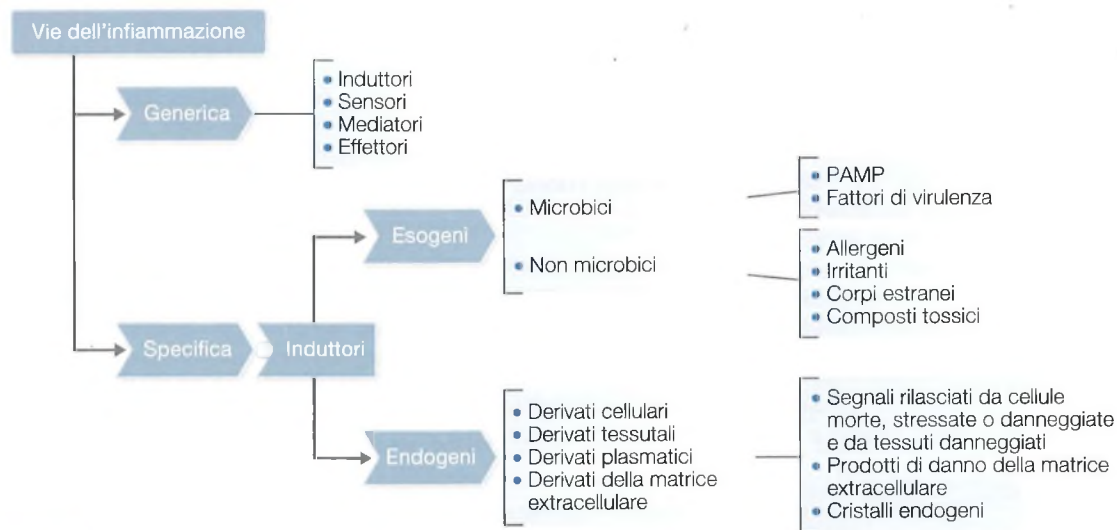 Vie dell'infiammazione
Generica
• Induttori
• Sensori
• Mediatori
• Effettori
Esogeni
• Microbici
• Non microbici
• PAMP
• Fattori di virulenza
• Allergeni
• Irritanti
• Corpi estranei
• Composti tossici
Specifica
Induttori
Endogeni
• Derivati cellulari
• Derivati tessutali
• Derivati plasmatici
• Derivati della matrice
extracellulare
• Segnali rilasciati da cellule
morte, stressate o danneggiate
e da tessuti danneggiati
• Prodotti di danno della matrice
extracellulare
• Cristalli endogeni